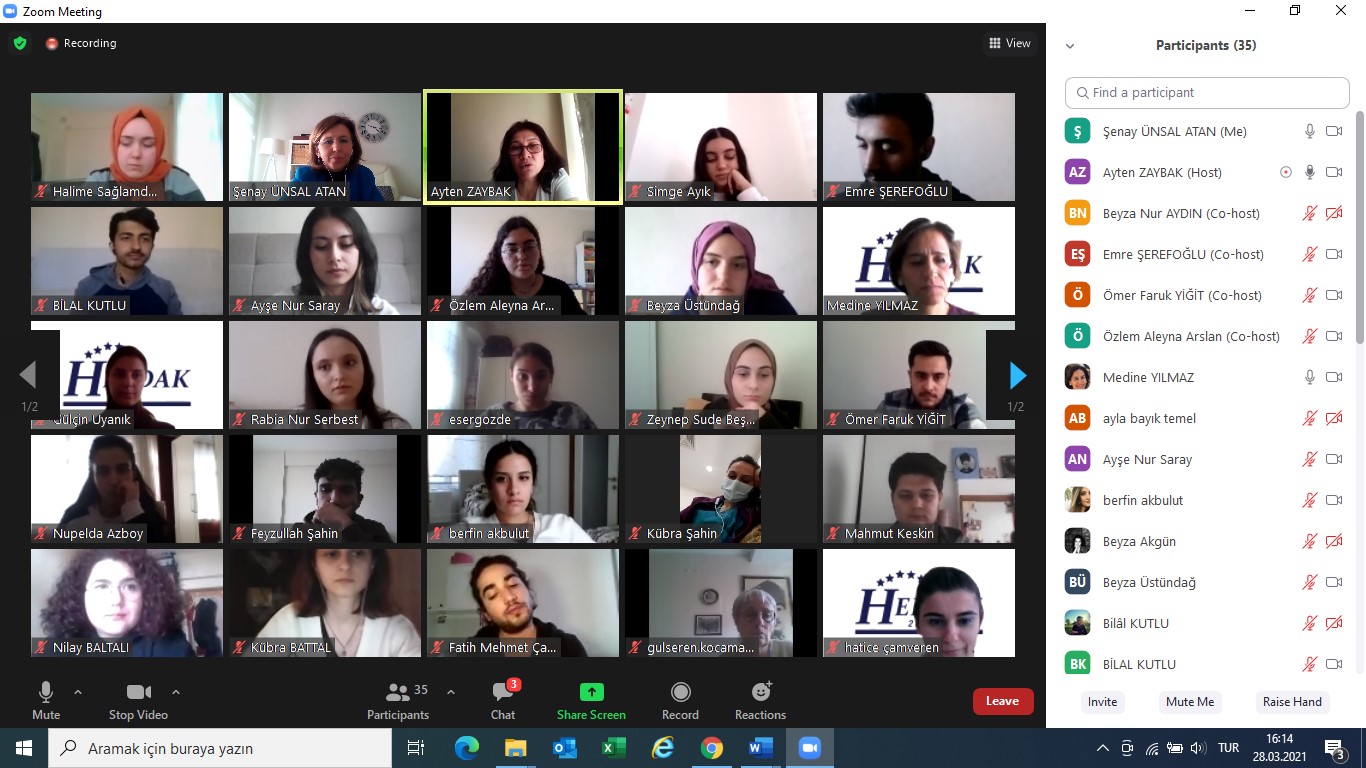 Zoom Meeting
Recording
View
Halime Sağlamd...
Şenay ÜNSAL ATAN
Ayten ZAYBAK
Simge Ayık
Emre ŞEREFOĞLU
BİLAL KUTLU
Ayşe Nur Saray
Özlem Aleyna Ar...
Beyza Üstündağ
Medine YILMAZ
Gülçin Uyanık
Rabia Nur Serbest
esergozde
Zeynep Sude Beş...
Ömer Faruk YİĞİT
1/2
1/2
Nupelda Azboy
Feyzullah Şahin
berfin akbulut
Kübra Şahin
Mahmut Keskin
Nilay BALTALI
Kübra BATTAL
Fatih Mehmet Ça...
gulseren.kocama...
hatice çamveren
Mute
Stop Video
35
Participants
3
Chat
Share Screen
Record
Reactions
Leave
Participants (35)
Find a participant
Ş Şenay ÜNSAL ATAN (Me)
AZ Ayten ZAYBAK (Host)
BN Beyza Nur AYDIN (Co-host)
EŞ Emre ŞEREFOĞLU (Co-host)
Ö Ömer Faruk YİĞİT (Co-host)
Ö Özlem Aleyna Arslan (Co-host)
Medine YILMAZ
AB ayla bayık temel
AN Ayşe Nur Saray
berfin akbulut
Beyza Akgün
BÜ Beyza Üstündağ
Bilâl KUTLU
BK BİLAL KUTLU
Invite
Mute Me
Raise Hand
Aramak için buraya yazın
TUR
16:14
28.03.2021
3